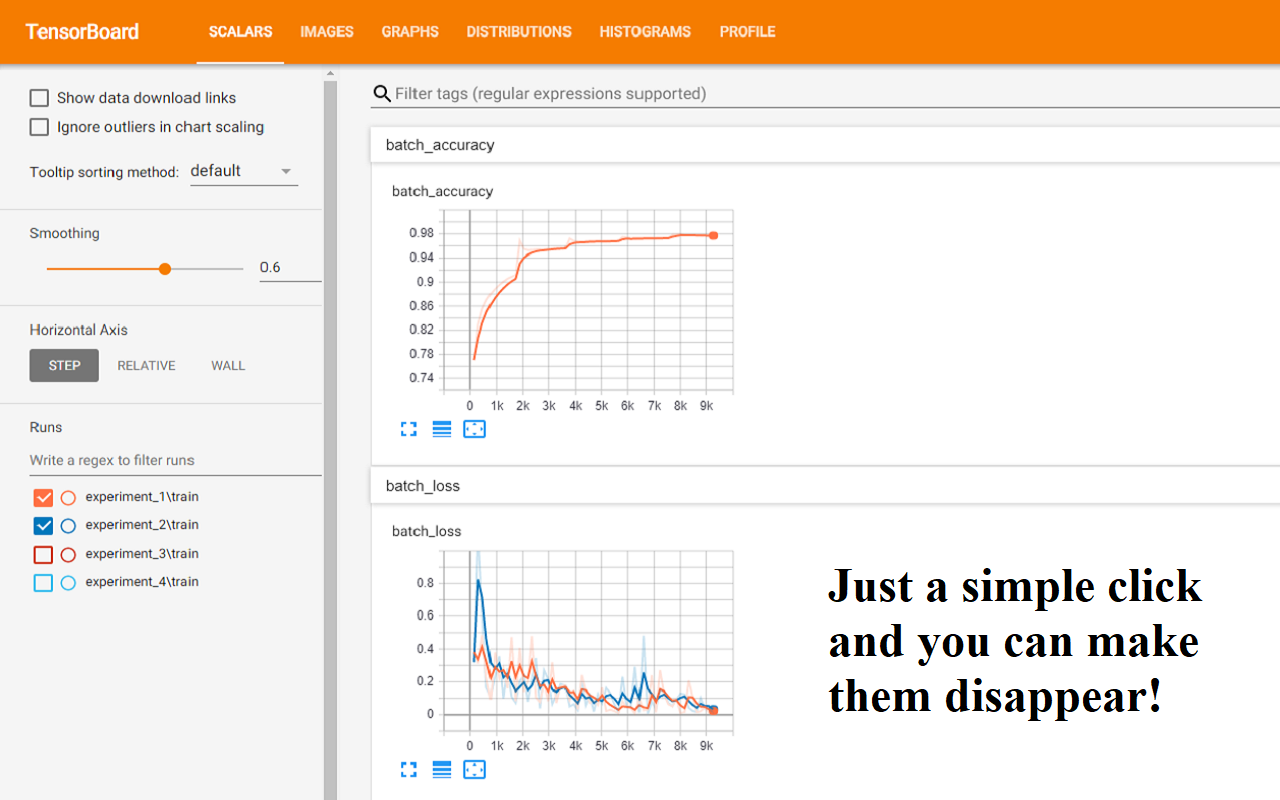 TensorBoard SCALARS IMAGES GRAPHS DISTRIBUTIONS HISTOGRAMS PROFILE
Show data download links
Ignore outliers in chart scaling
Tooltip sorting method: default
Smoothing
0.6
Horizontal Axis
STEP RELATIVE WALL
Runs
Write a regex to filter runs
experiment_1\train
experiment_2\train
experiment_3\train
experiment_4\train
Filter tags (regular expressions supported)
batch_accuracy
batch_accuracy
0.98
0.94
0.9
0.86
0.82
0.78
0.74
0 1k 2k 3k 4k 5k 6k 7k 8k 9k
batch_loss
batch_loss
0.8
0.6
0.4
0.2
0
0 1k 2k 3k 4k 5k 6k 7k 8k 9k
Just a simple click
and you can make
them disappear!